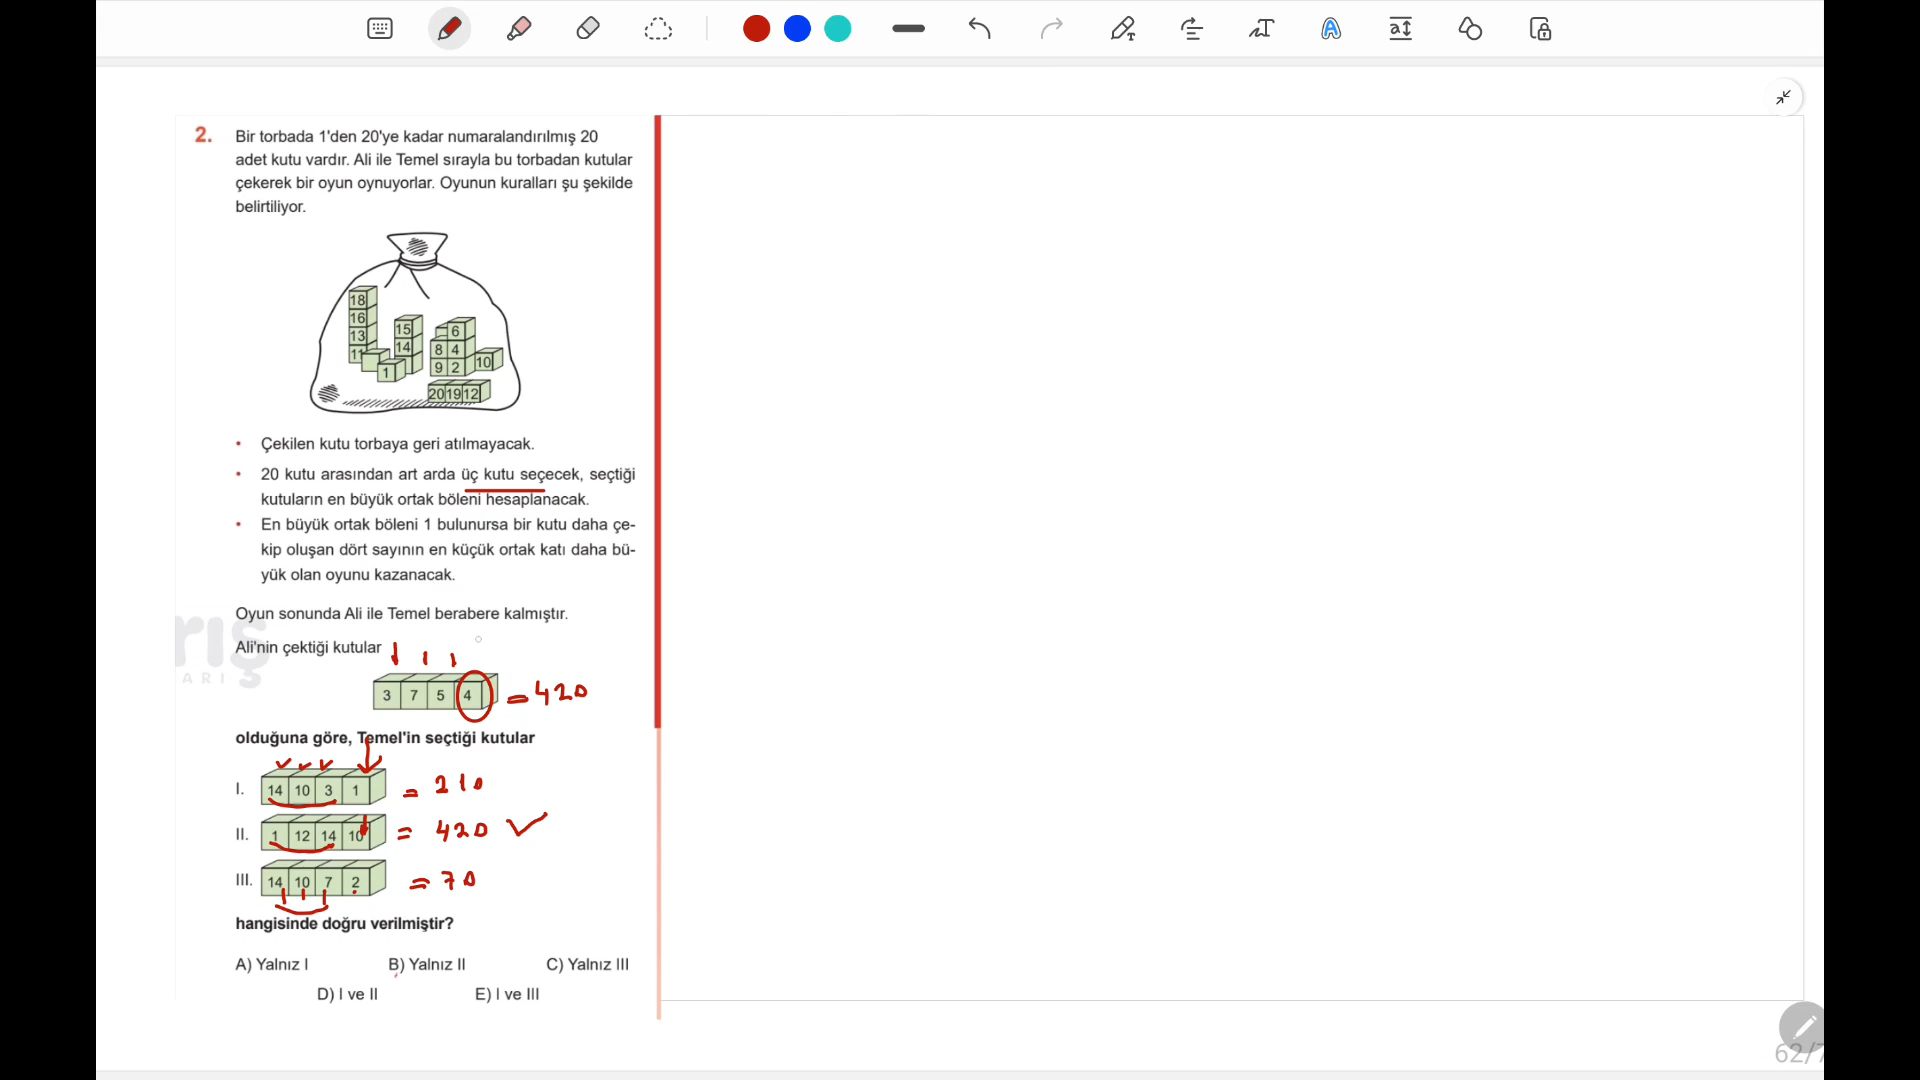 2. Bir torbada 1'den 20'ye kadar numaralandırılmış 20
adet kutu vardır. Ali ile Temel sırayla bu torbadan kutular
çekerek bir oyun oynuyorlar. Oyunun kuralları şu şekilde
belirtiliyor.
18
16
13
11
1
15
14
6
8 4
9 2
10
20 19 12
• Çekilen kutu torbaya geri atılmayacak.
• 20 kutu arasından art arda üç kutu seçecek, seçtiği
kutuların en büyük ortak böleni hesaplanacak.
• En büyük ortak böleni 1 bulunursa bir kutu daha çe-
kip oluşan dört sayının en küçük ortak katı daha bü-
yük olan oyunu kazanacak.
Oyun sonunda Ali ile Temel berabere kalmıştır.
Ali'nin çektiği kutular
3 7 5 4 = 420
olduğuna göre, Temel'in seçtiği kutular
I. 14 10 3 1 = 210
II. 1 12 14 10 = 420 ✓
III. 14 10 7 2 = 70
hangisinde doğru verilmiştir?
A) Yalnız I B) Yalnız II C) Yalnız III
D) I ve II E) I ve III
62/7